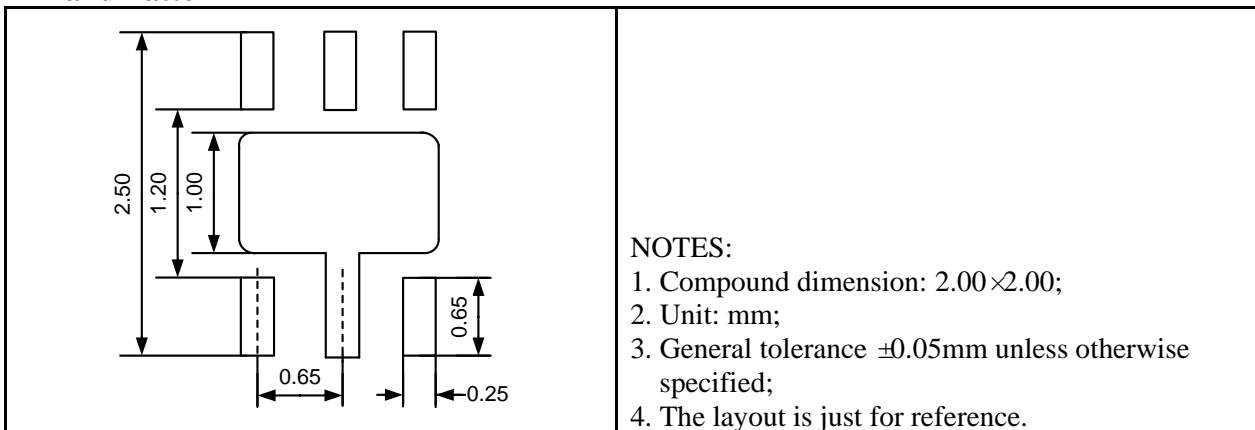 2.50
1.20
1.00
0.65
0.65
0.25
NOTES:
1. Compound dimension: 2.00×2.00;
2. Unit: mm;
3. General tolerance ±0.05mm unless otherwise
specified;
4. The layout is just for reference.